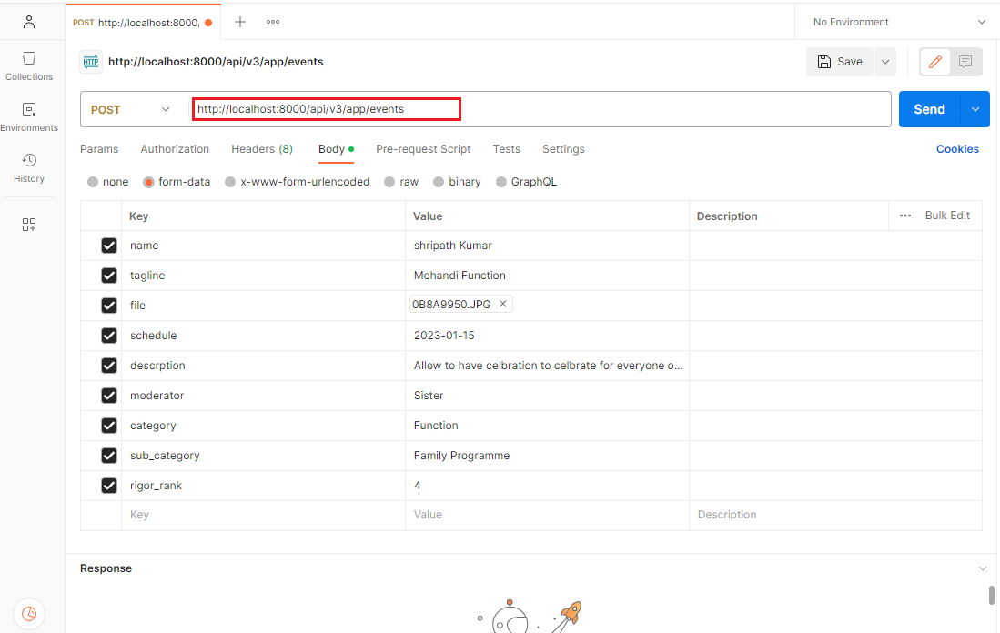 POST http://localhost:8000, No Environment
HTTP http://localhost:8000/api/v3/app/events Save
Collections
POST http://localhost:8000/api/v3/app/events Send
Environments
Params Authorization Headers (8) Body Pre-request Script Tests Settings Cookies
History
none form-data x-www-form-urlencoded raw binary GraphQL
Key Value Description Bulk Edit
name shripath Kumar
tagline Mehandi Function
file 0B8A9950.JPG
schedule 2023-01-15
descrption Allow to have celbration to celbrate for everyone o...
moderator Sister
category Function
sub_category Family Programme
rigor_rank 4
Key Value Description
Response